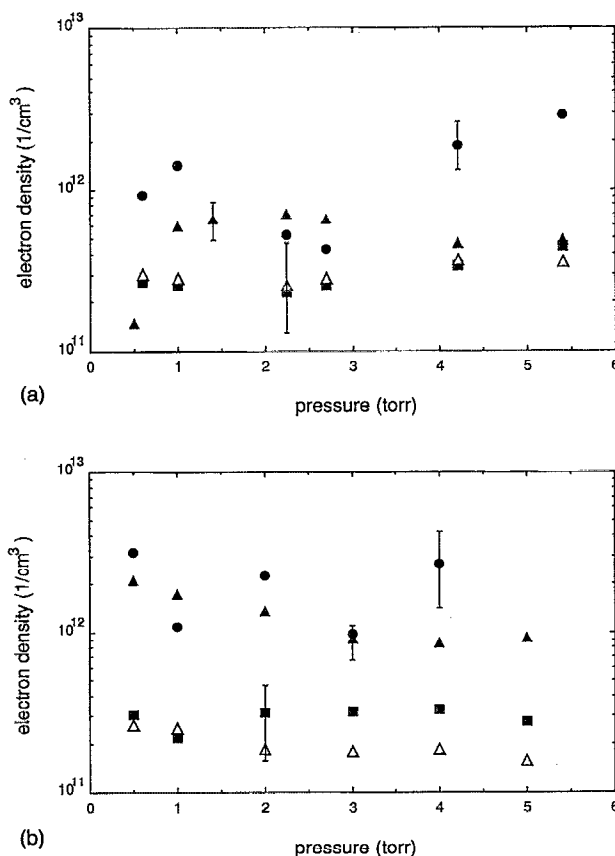 10¹³
10¹²
10¹¹
electron density (1/cm³)
0 1 2 3 4 5 6
(a)
pressure (torr)
10¹³
10¹²
10¹¹
electron density (1/cm³)
0 1 2 3 4 5 6
(b)
pressure (torr)